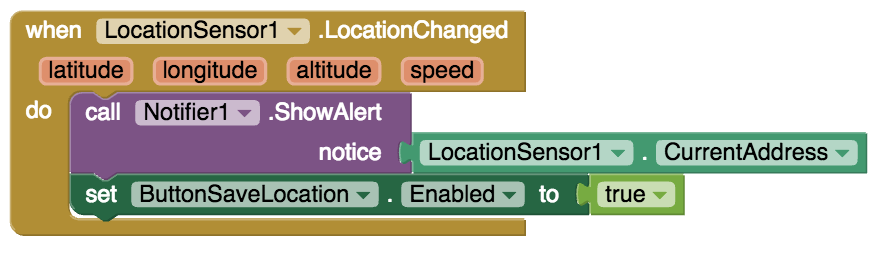 when LocationSensor1 .LocationChanged
latitude longitude altitude speed
do call Notifier1 .ShowAlert
notice LocationSensor1 . CurrentAddress
set ButtonSaveLocation . Enabled to true